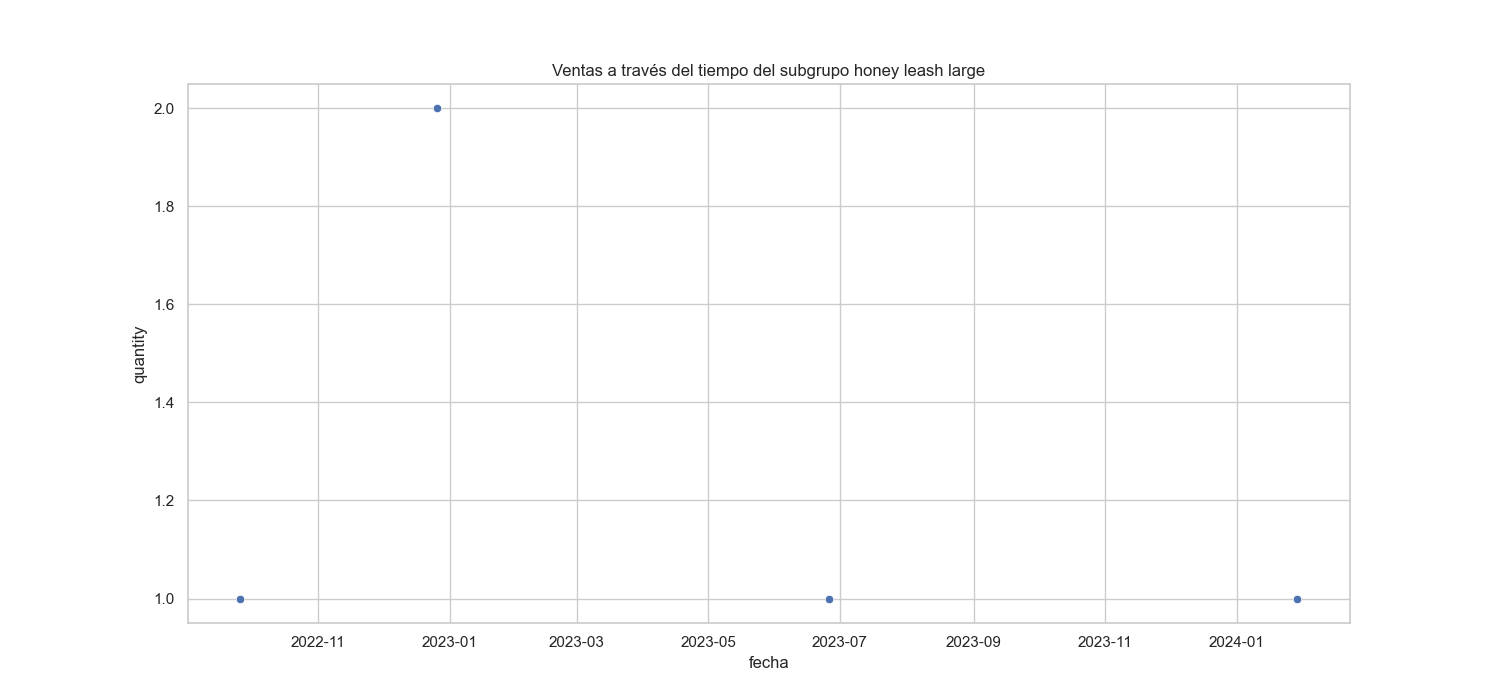 Ventas a través del tiempo del subgrupo honey leash large
2.0
1.8
1.6
1.4
1.2
1.0
quantity
2022-11 2023-01 2023-03 2023-05 2023-07 2023-09 2023-11 2024-01
fecha